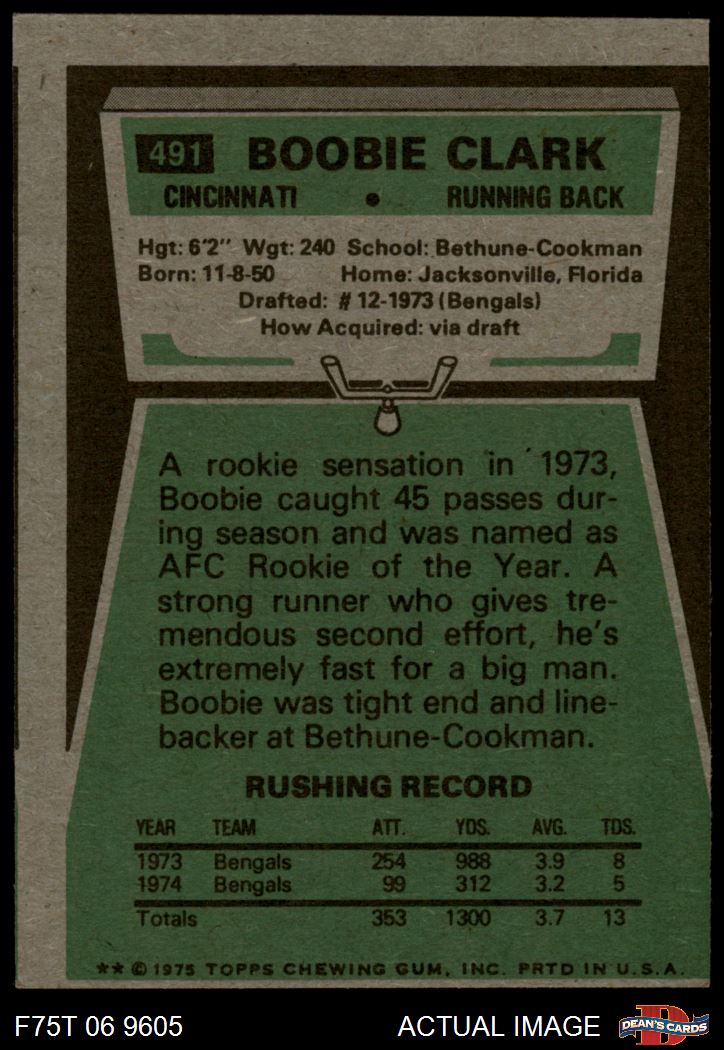 491 BOOBIE CLARK
CINCINNATI • RUNNING BACK
Hgt: 6'2" Wgt: 240 School: Bethune-Cookman
Born: 11-8-50 Home: Jacksonville, Florida
Drafted: # 12-1973 (Bengals)
How Acquired: via draft
A rookie sensation in 1973,
Boobie caught 45 passes dur-
ing season and was named as
AFC Rookie of the Year. A
strong runner who gives tre-
mendous second effort, he's
extremely fast for a big man.
Boobie was tight end and line-
backer at Bethune-Cookman.
RUSHING RECORD
YEAR TEAM ATT. YDS. AVG. TDS.
1973 Bengals 254 988 3.9 8
1974 Bengals 99 312 3.2 5
Totals 353 1300 3.7 13
** © 1975 TOPPS CHEWING GUM, INC. PRTD IN U.S.A.
F75T 06 9605 ACTUAL IMAGE D DEAN'S CARDS